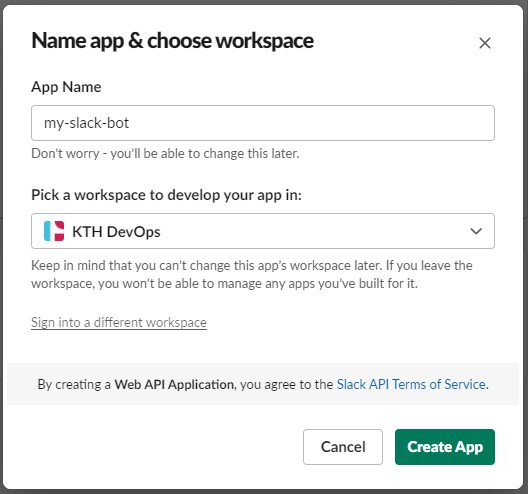 Name app & choose workspace
App Name
my-slack-bot
Don't worry - you'll be able to change this later.
Pick a workspace to develop your app in:
KTH DevOps
Keep in mind that you can't change this app's workspace later. If you leave the
workspace, you won't be able to manage any apps you've built for it.
Sign into a different workspace
By creating a Web API Application, you agree to the Slack API Terms of Service.
Cancel
Create App